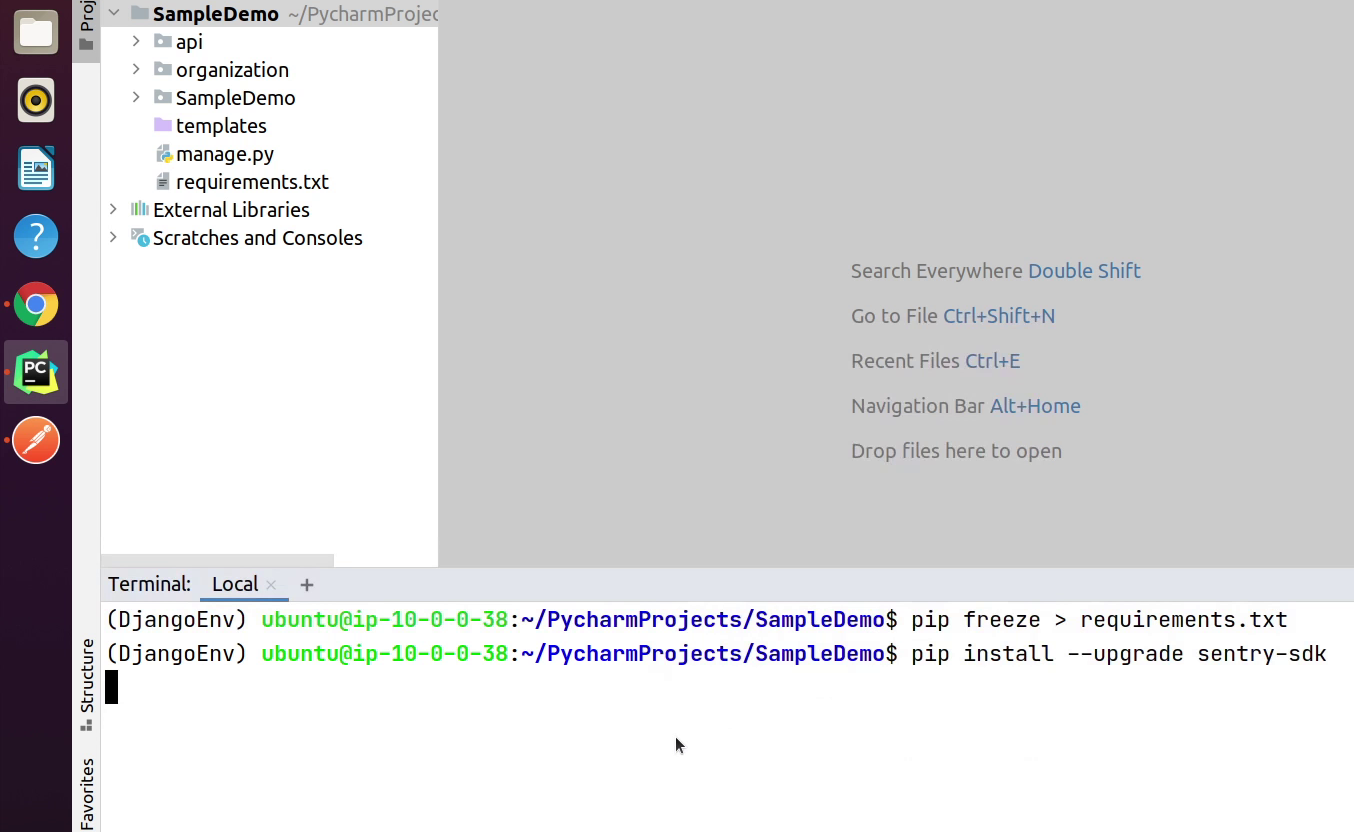 Proj
SampleDemo ~/PycharmProjec
api
organization
SampleDemo
templates
manage.py
requirements.txt
External Libraries
Scratches and Consoles
?
PC
Search Everywhere Double Shift
Go to File Ctrl+Shift+N
Recent Files Ctrl+E
Navigation Bar Alt+Home
Drop files here to open
Terminal: Local × +
(DjangoEnv) ubuntu@ip-10-0-0-38:~/PycharmProjects/SampleDemo$ pip freeze > requirements.txt
(DjangoEnv) ubuntu@ip-10-0-0-38:~/PycharmProjects/SampleDemo$ pip install --upgrade sentry-sdk
Structure
Favorites